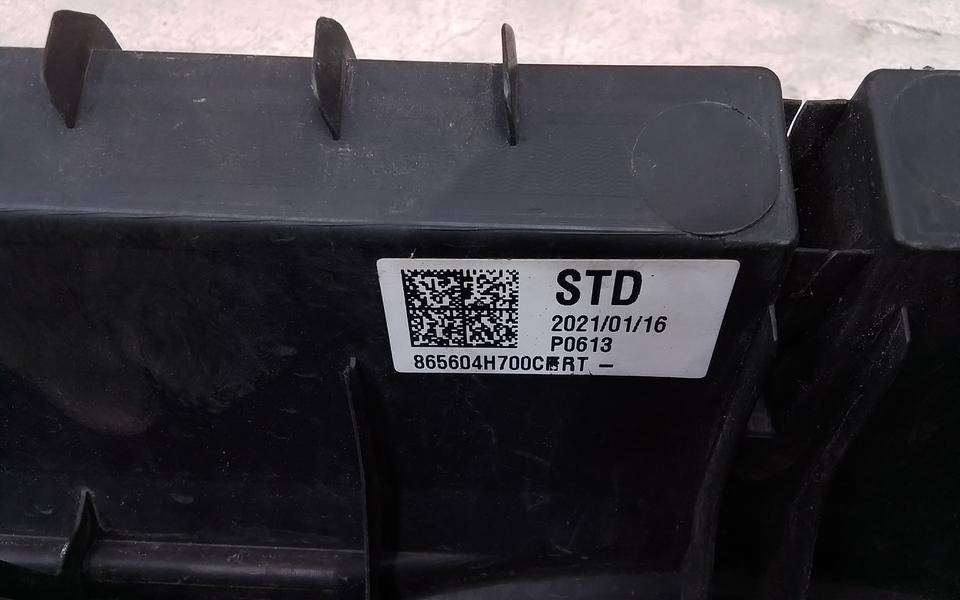 STD
2021/01/16
P0613
865604H700C RT -